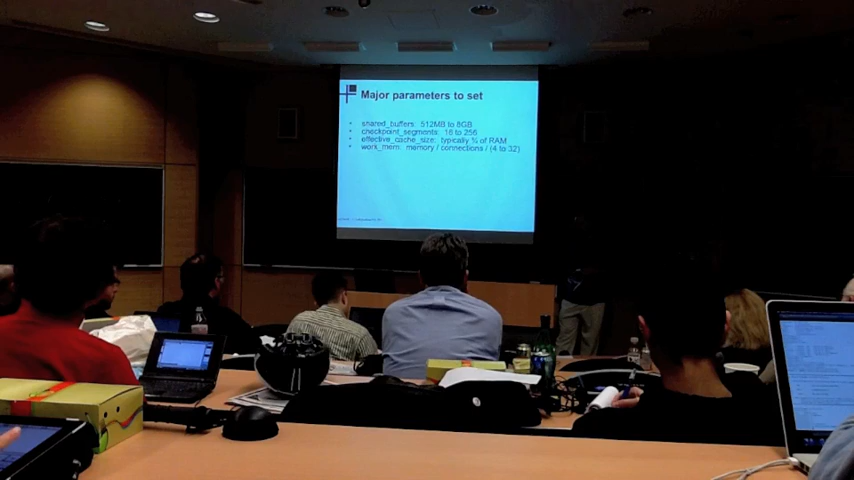 Major parameters to set
• shared_buffers: 512MB to 8GB
• checkpoint_segments: 16 to 256
• effective_cache_size: typically ¾ of RAM
• work_mem: memory / connections / (4 to 32)